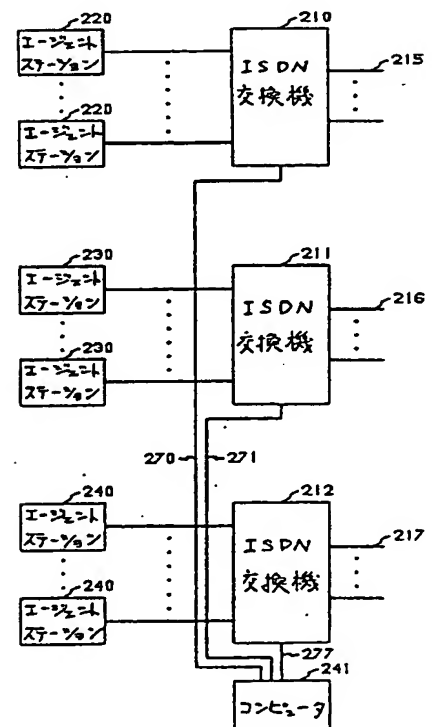 220
エージェント
ステーション
210
ISDN
交換機
215
220
エージェント
ステーション
230
エージェント
ステーション
211
ISDN
交換機
216
230
エージェント
ステーション
270
271
240
エージェント
ステーション
212
ISDN
交換機
217
240
エージェント
ステーション
277
241
コンピュータ